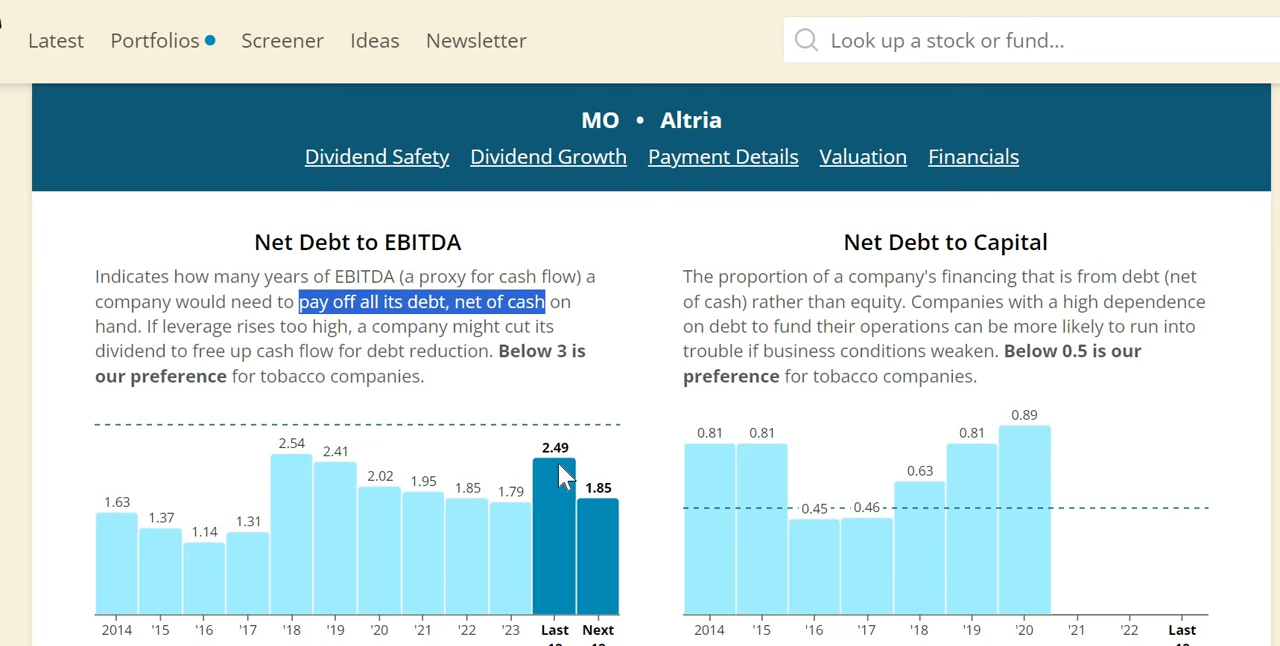 Latest Portfolios Screener Ideas Newsletter
Look up a stock or fund...
MO • Altria
Dividend Safety Dividend Growth Payment Details Valuation Financials
Net Debt to EBITDA
Indicates how many years of EBITDA (a proxy for cash flow) a
company would need to pay off all its debt, net of cash on
hand. If leverage rises too high, a company might cut its
dividend to free up cash flow for debt reduction. Below 3 is
our preference for tobacco companies.
1.63 1.37 1.14 1.31 2.54 2.41 2.02 1.95 1.85 1.79 2.49 1.85
2014 '15 '16 '17 '18 '19 '20 '21 '22 '23 Last Next
Net Debt to Capital
The proportion of a company's financing that is from debt (net
of cash) rather than equity. Companies with a high dependence
on debt to fund their operations can be more likely to run into
trouble if business conditions weaken. Below 0.5 is our
preference for tobacco companies.
0.81 0.81 0.45 0.46 0.63 0.81 0.89
2014 '15 '16 '17 '18 '19 '20 '21 '22 Last